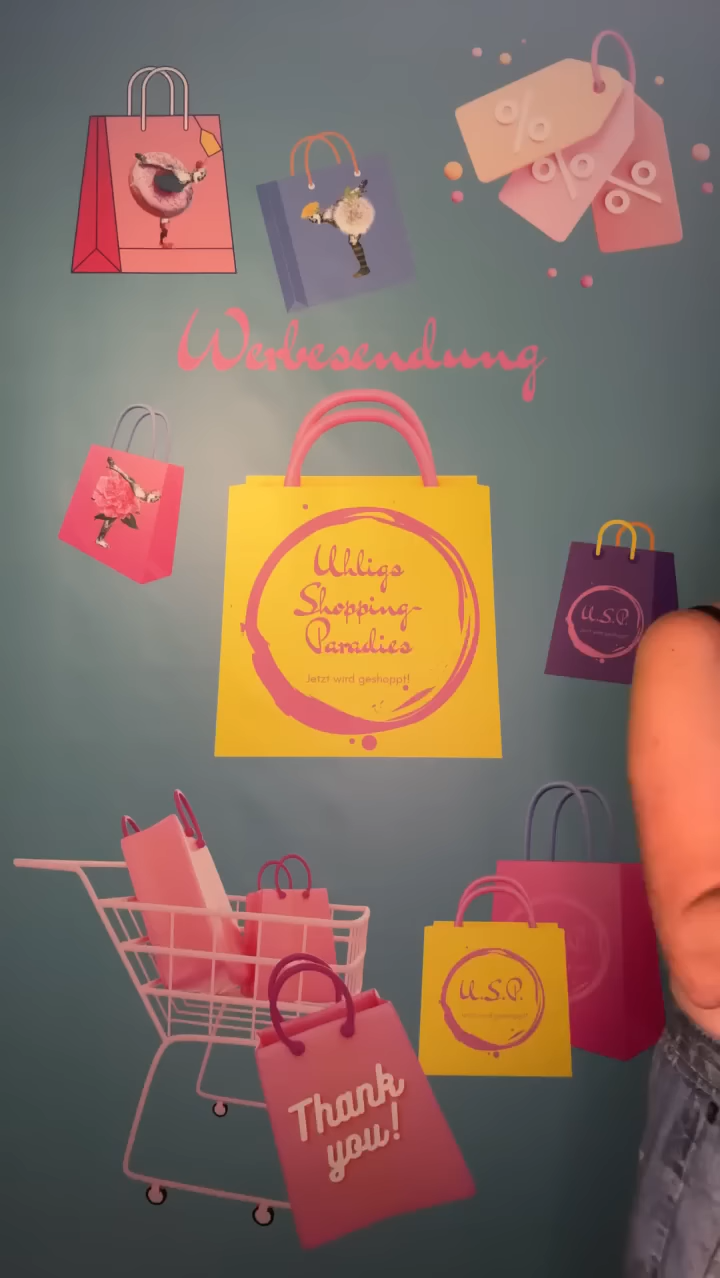 % % %
Werbesendung
Uhligs
Shopping-
Paradies
Jetzt wird geshoppt!
U.S.P.
U.S.P.
Thank
you!